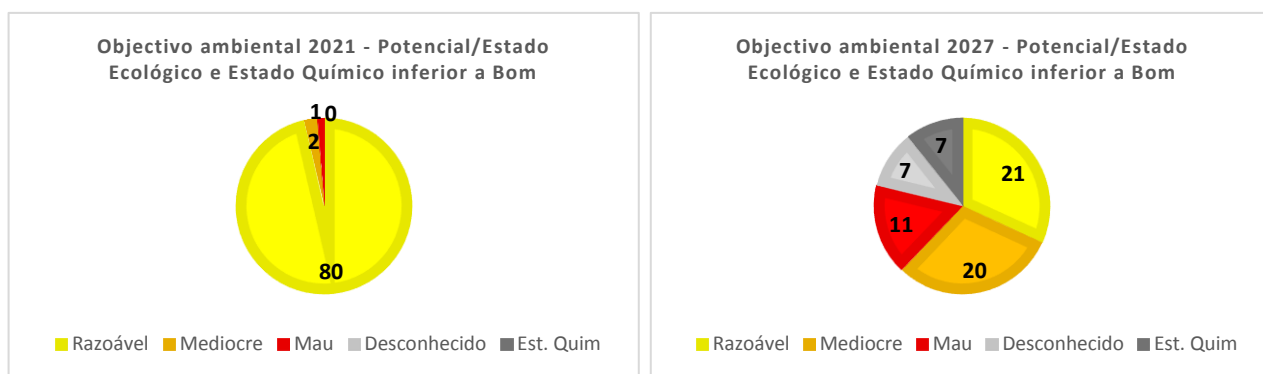 Objectivo ambiental 2021 - Potencial/Estado
Ecológico e Estado Químico inferior a Bom
1
0
2
80
Razoável Mediocre Mau Desconhecido Est. Quim
Objectivo ambiental 2027 - Potencial/Estado
Ecológico e Estado Químico inferior a Bom
7
21
7
11
20
Razoável Mediocre Mau Desconhecido Est. Quim